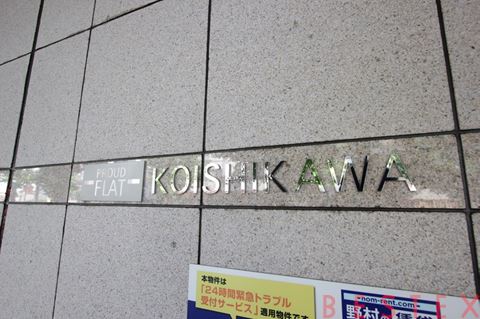 PROUD
FLAT
KOISHIKAWA
本物件は
「24時間緊急トラブル
受付サービス」適用物件です
nom-rent.com
野村の
BESTEX